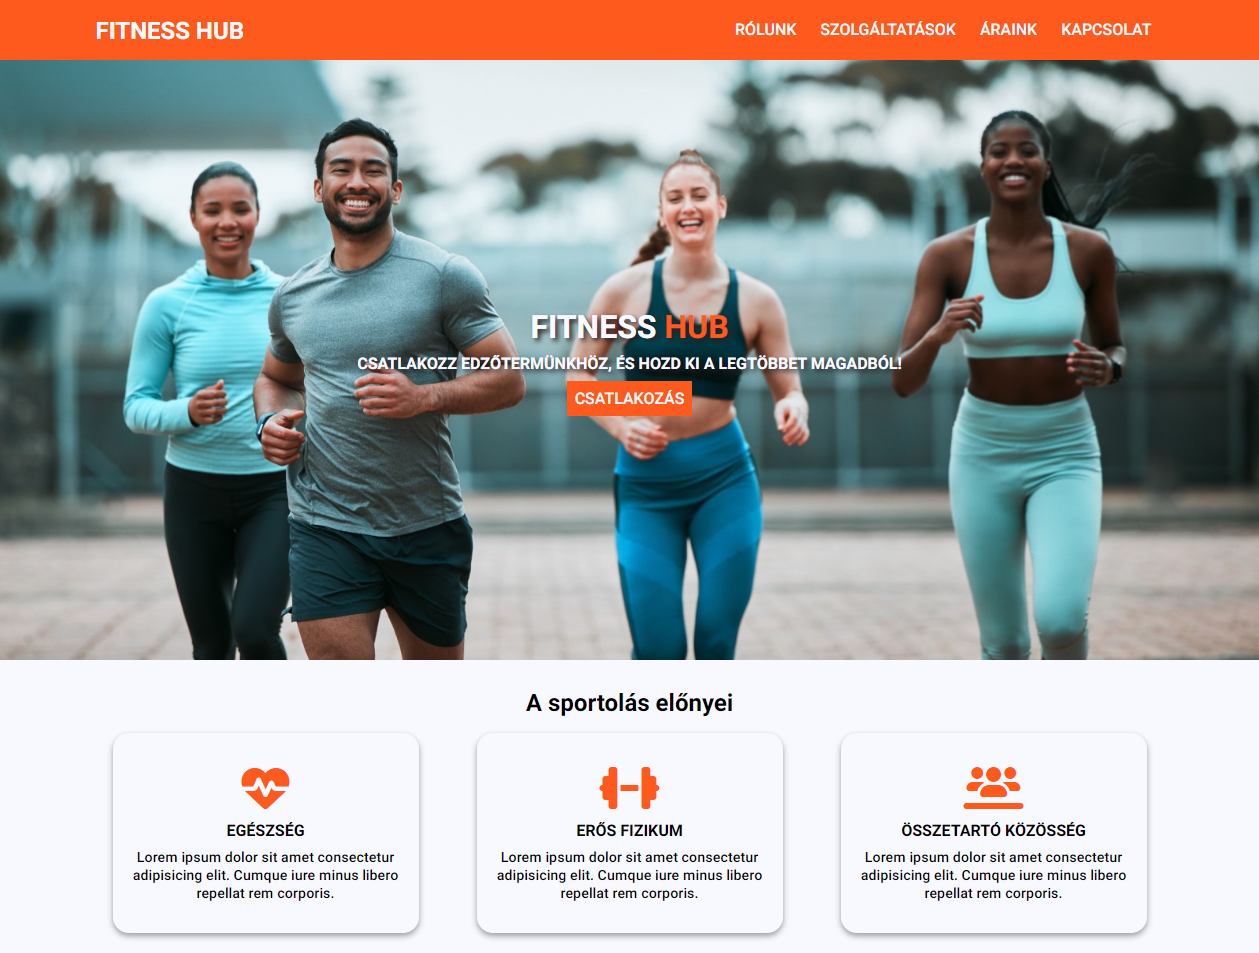 FITNESS HUB
RÓLUNK SZOLGÁLTATÁSOK ÁRAINK KAPCSOLAT
FITNESS HUB
CSATLAKOZZ EDZŐTERMÜNKHÖZ, ÉS HOZD KI A LEGTÖBBET MAGADBÓL!
CSATLAKOZÁS
A sportolás előnyei
EGÉSZSÉG
Lorem ipsum dolor sit amet consectetur
adipisicing elit. Cumque iure minus libero
repellat rem corporis.
ERŐS FIZIKUM
Lorem ipsum dolor sit amet consectetur
adipisicing elit. Cumque iure minus libero
repellat rem corporis.
ÖSSZETARTÓ KÖZÖSSÉG
Lorem ipsum dolor sit amet consectetur
adipisicing elit. Cumque iure minus libero
repellat rem corporis.